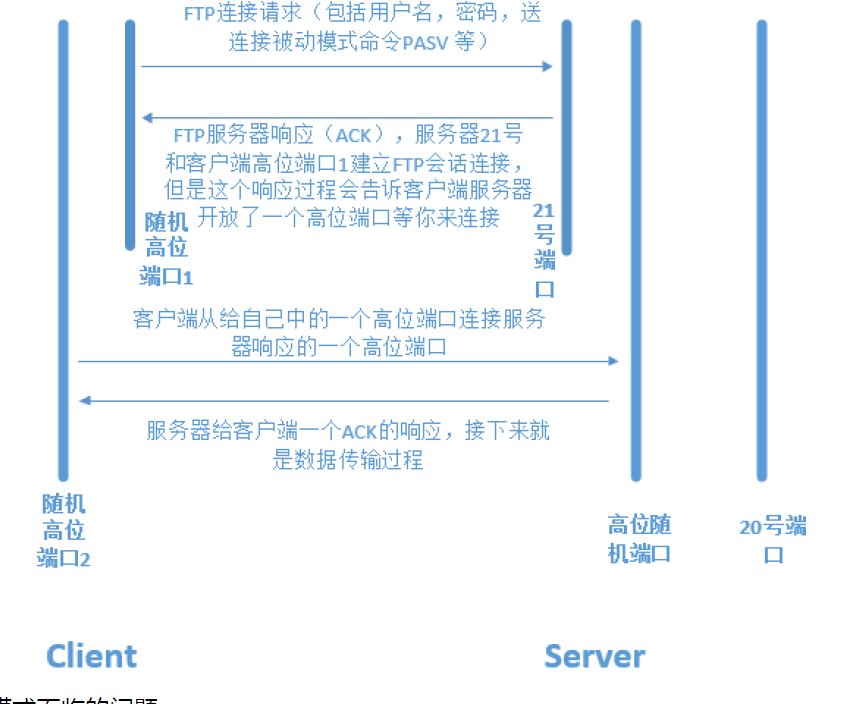 FTP连接请求（包括用户名，密码，送
连接被动模式命令PASV 等）
FTP服务器响应（ACK），服务器21号
和客户端高位端口1建立FTP会话连接，
但是这个响应过程会告诉客户端服务器
开放了一个高位端口等你来连接
随机
高位
端口1
21
号
端
口
客户端从给自己中的一个高位端口连接服务
器响应的一个高位端口
服务器给客户端一个ACK的响应，接下来就
是数据传输过程
随机
高位
端口2
高位随
机端口
20号端
口
Client
Server
模式面临的问题